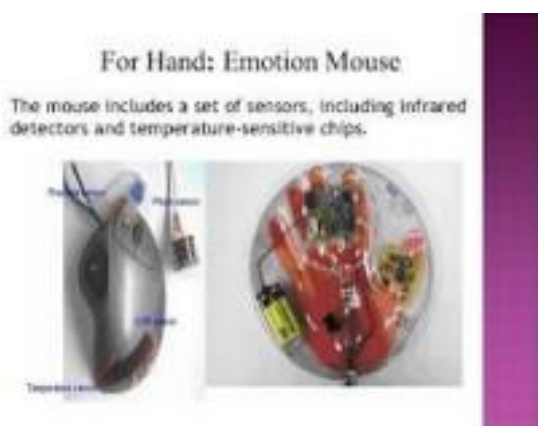 For Hand: Emotion Mouse
The mouse includes a set of sensors, including infrared
detectors and temperature-sensitive chips.